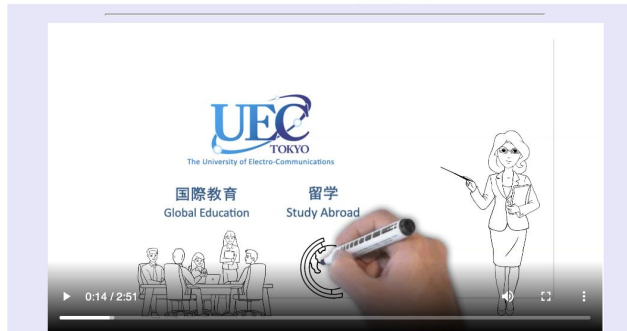 UEC
TOKYO
The University of Electro-Communications
国際教育 留学
Global Education Study Abroad
0:14 / 2:51